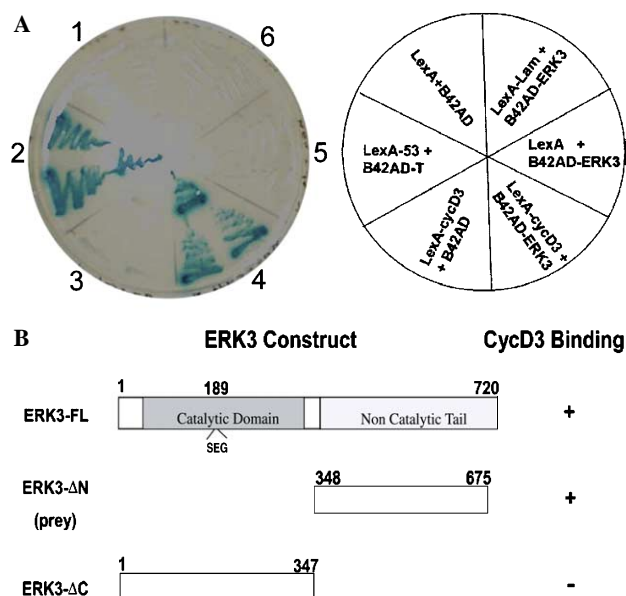 A
1
6
2
5
3
4
LexA+B42AD
LexA-Lam +
B42AD-ERK3
LexA-53 +
B42AD-T
LexA +
B42AD-ERK3
LexA-cycD3
+ B42AD
LexA-cycD3 +
B42AD-ERK3
B
ERK3 Construct
CycD3 Binding
1
189
720
ERK3-FL
Catalytic Domain
Non Catalytic Tail
+
SEG
ERK3-ΔN
(prey)
348
675
+
1
347
ERK3-ΔC
-